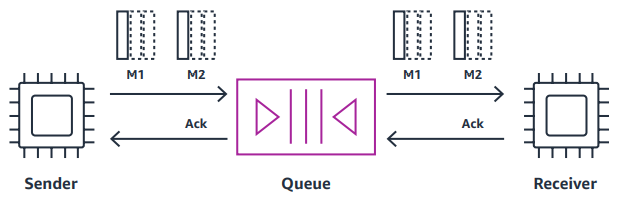 M1 M2 M1 M2
Ack Ack
Sender Queue Receiver